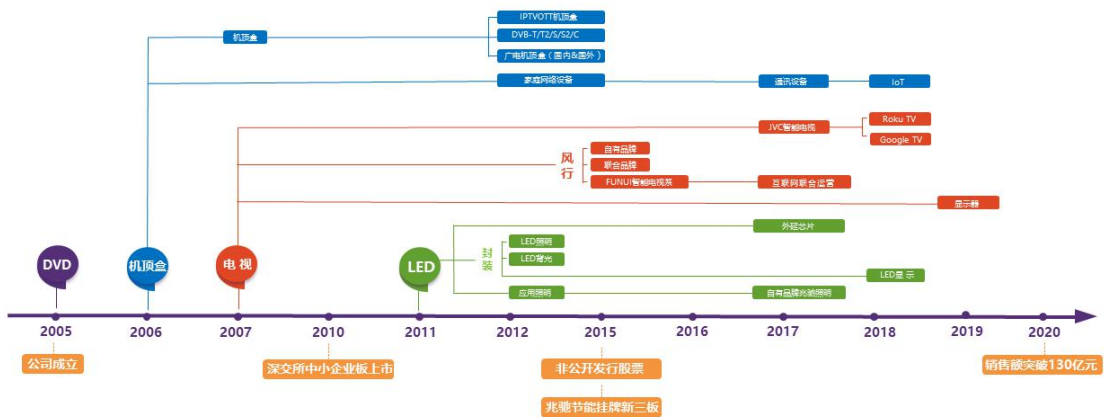 IPTVOTT机顶盒
机顶盒
DVB-T/T2/S/S2/C
广电机顶盒（国内&国外）
家庭网络设备
通讯设备
IoT
JVC智能电视
Roku TV
Google TV
风行
自有品牌
联合品牌
FUNUI智能电视系
互联网联合运营
显示器
外延芯片
封装
LED照明
LED背光
LED显示
应用照明
自有品牌兆驰照明
DVD
机顶盒
电视
LED
2005
2006
2007
2010
2011
2012
2015
2016
2017
2018
2019
2020
公司成立
深交所中小企业板上市
非公开发行股票
兆驰节能挂牌新三板
销售额突破130亿元